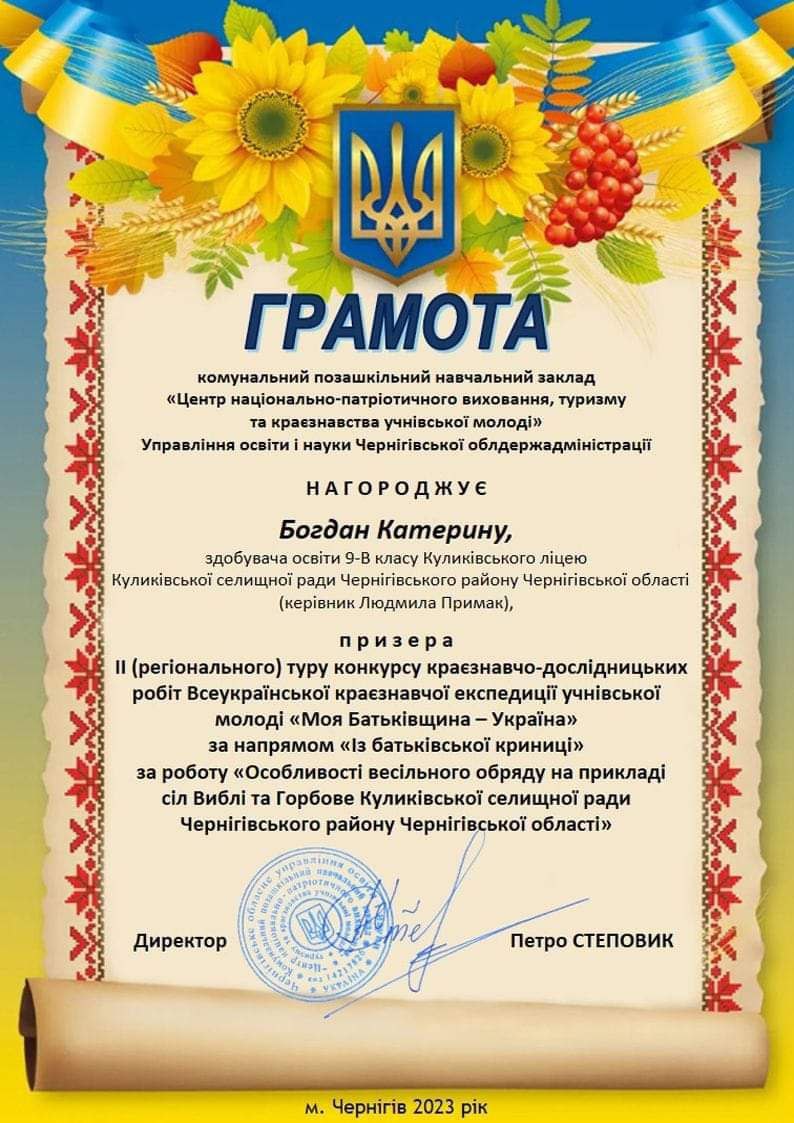 ГРАМОТА
комунальний позашкільний навчальний заклад
«Центр національно-патріотичного виховання, туризму
та краєзнавства учнівської молоді»
Управління освіти і науки Чернігівської облдержадміністрації
НАГОРОДЖУЄ
Богдан Катерину,
здобувача освіти 9-В класу Куликівського ліцею
Куликівської селищної ради Чернігівського району Чернігівської області
(керівник Людмила Примак),
призера
ІІ (регіонального) туру конкурсу краєзнавчо-дослідницьких
робіт Всеукраїнської краєзнавчої експедиції учнівської
молоді «Моя Батьківщина – Україна»
за напрямом «Із батьківської криниці»
за роботу «Особливості весільного обряду на прикладі
сіл Виблі та Горбове Куликівської селищної ради
Чернігівського району Чернігівської області»
Директор
Петро СТЕПОВИК
м. Чернігів 2023 рік